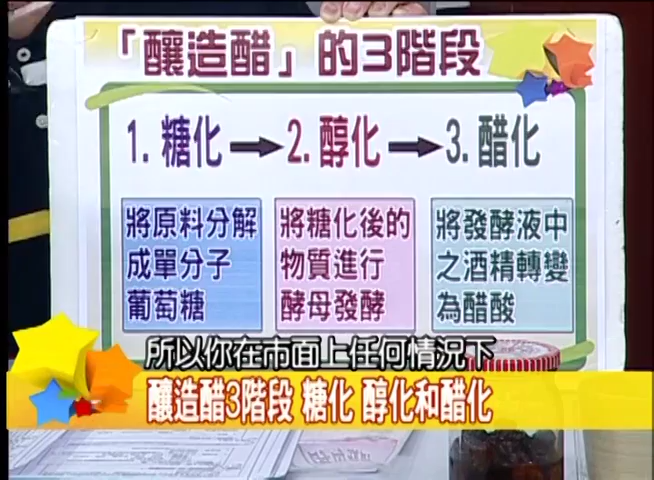 「釀造醋」的3階段
1. 糖化→2. 醇化→3. 醋化
將原料分解
成單分子
葡萄糖
將糖化後的
物質進行
酵母發酵
將發酵液中
之酒精轉變
為醋酸
所以你在市面上任何情況下
釀造醋3階段 糖化 醇化和醋化